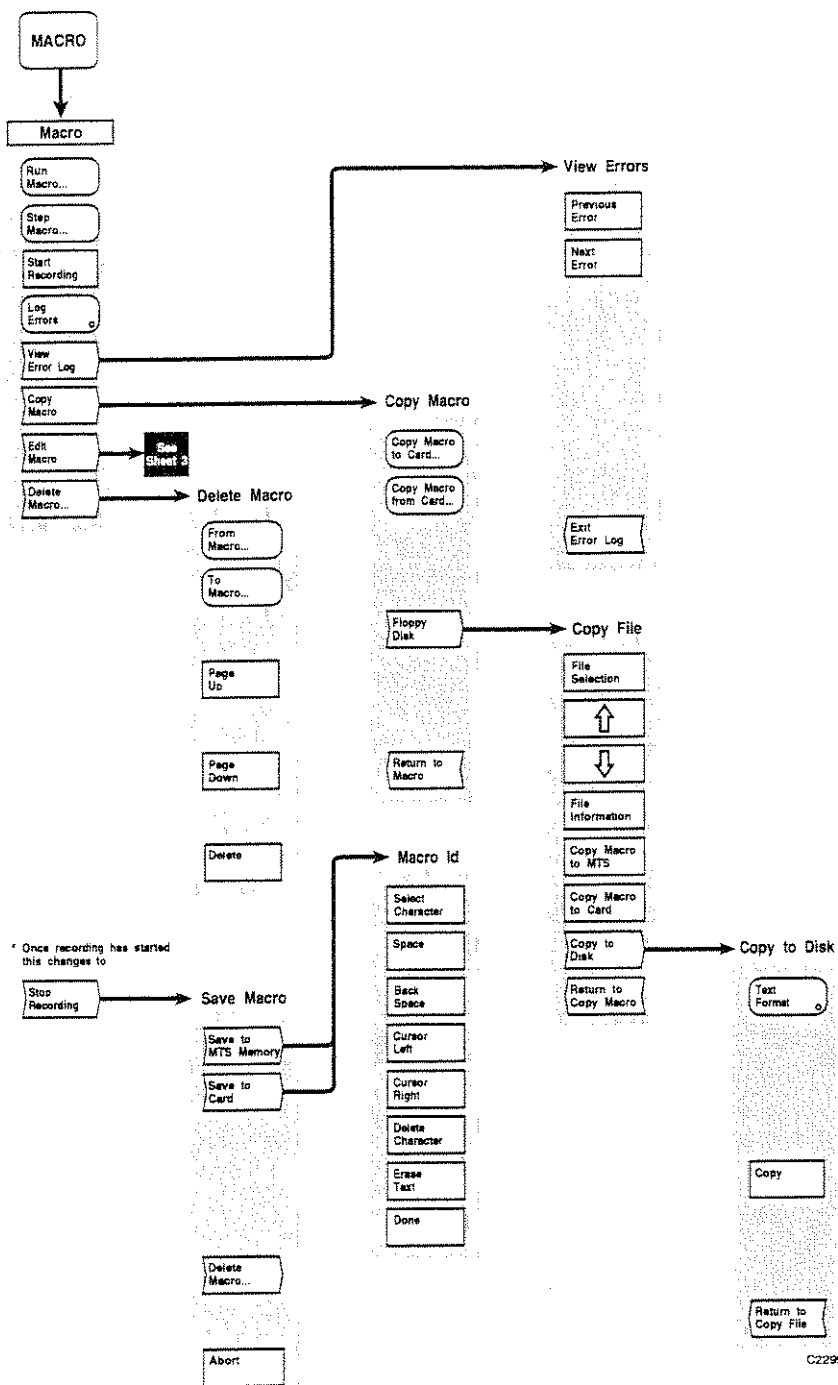 MACRO
Macro
Run
Macro...
Step
Macro...
Start
Recording
Log
Errors
View
Error Log
Copy
Macro
Edit
Macro
Delete
Macro...
See
Sheet 3
View Errors
Previous
Error
Next
Error
Exit
Error Log
Copy Macro
Copy Macro
to Card...
Copy Macro
from Card...
Floppy
Disk
Return to
Macro
Delete Macro
From
Macro...
To
Macro...
Page
Up
Page
Down
Delete
Copy File
File
Selection
File
Information
Copy Macro
to MTS
Copy Macro
to Card
Copy to
Disk
Return to
Copy Macro
Copy to Disk
Text
Format
Copy
Return to
Copy File
* Once recording has started
this changes to
Stop
Recording
Save Macro
Save to
MTS Memory
Save to
Card
Delete
Macro...
Abort
Macro Id
Select
Character
Space
Back
Space
Cursor
Left
Cursor
Right
Delete
Character
Erase
Text
Done